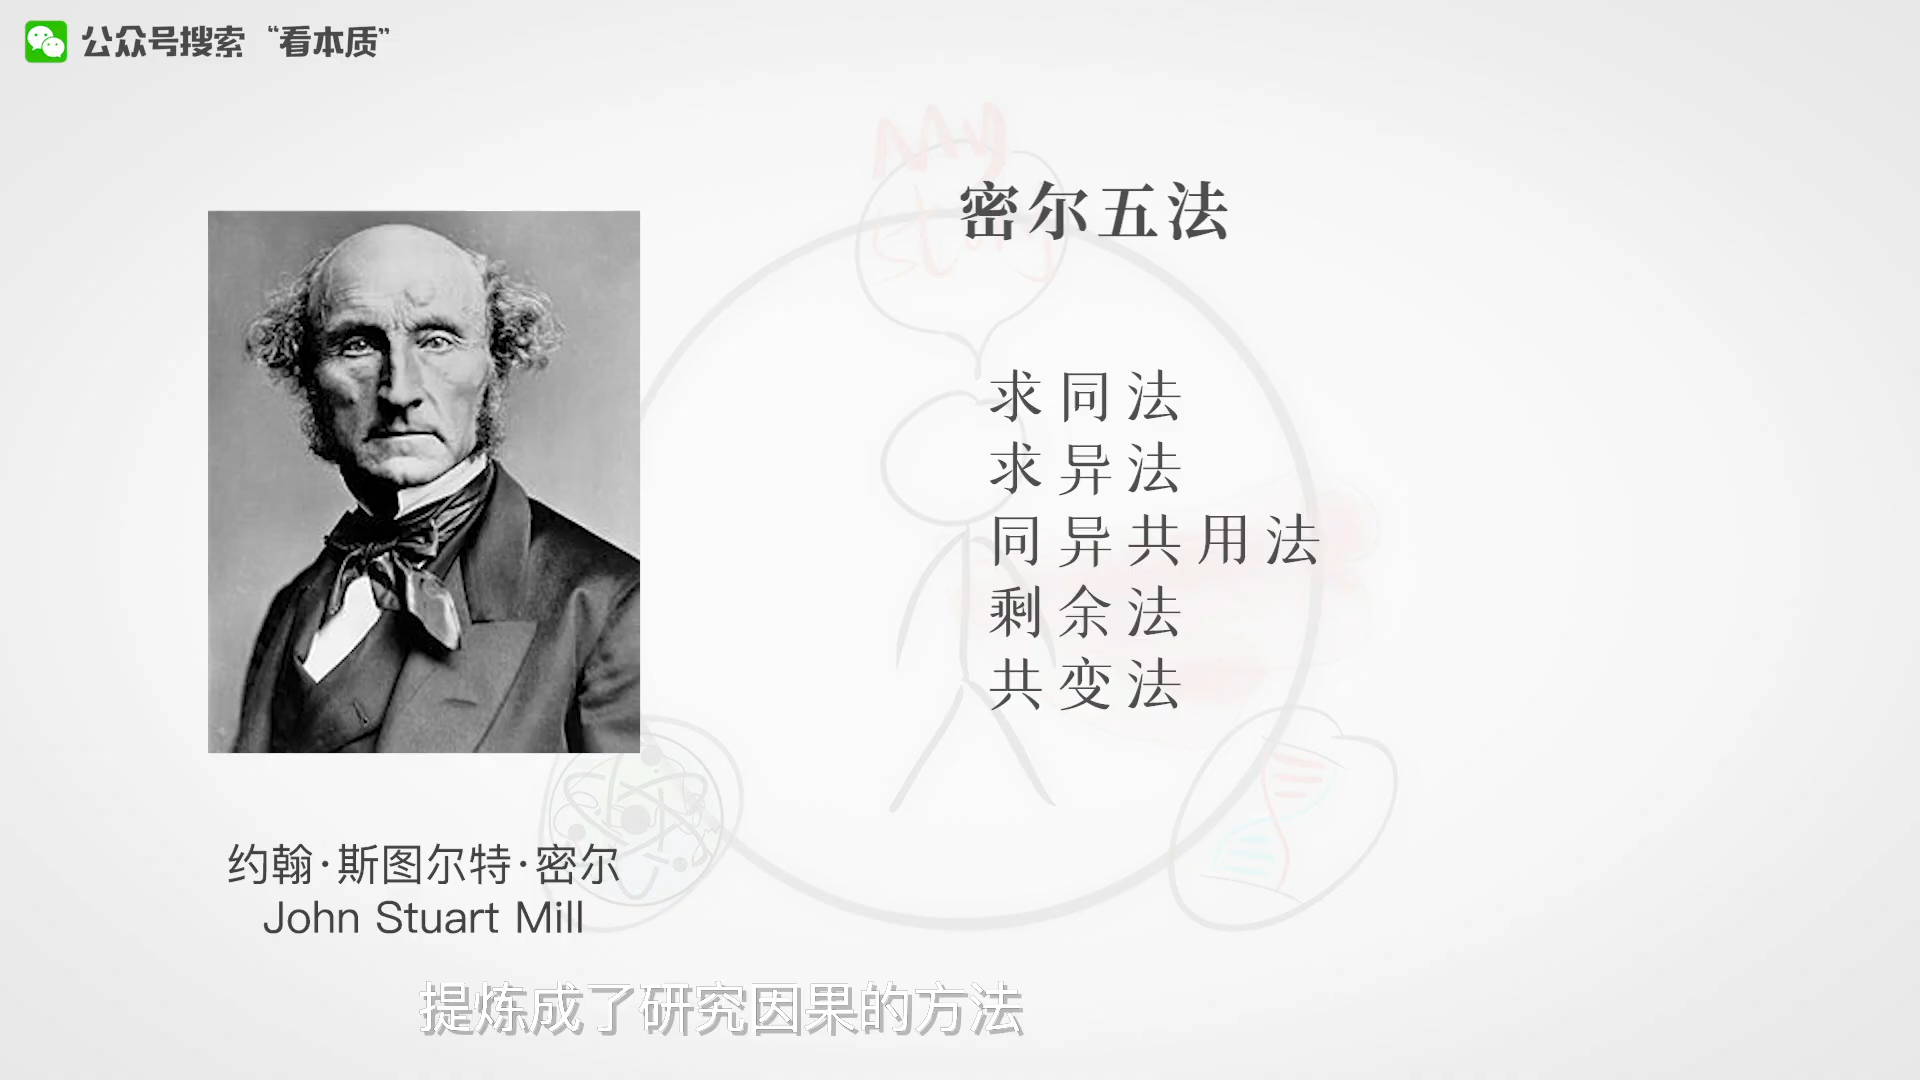 公众号搜索 “看本质”
My
story
密尔五法
求同法
求异法
同异共用法
剩余法
共变法
约翰·斯图尔特·密尔
John Stuart Mill
提炼成了研究因果的方法